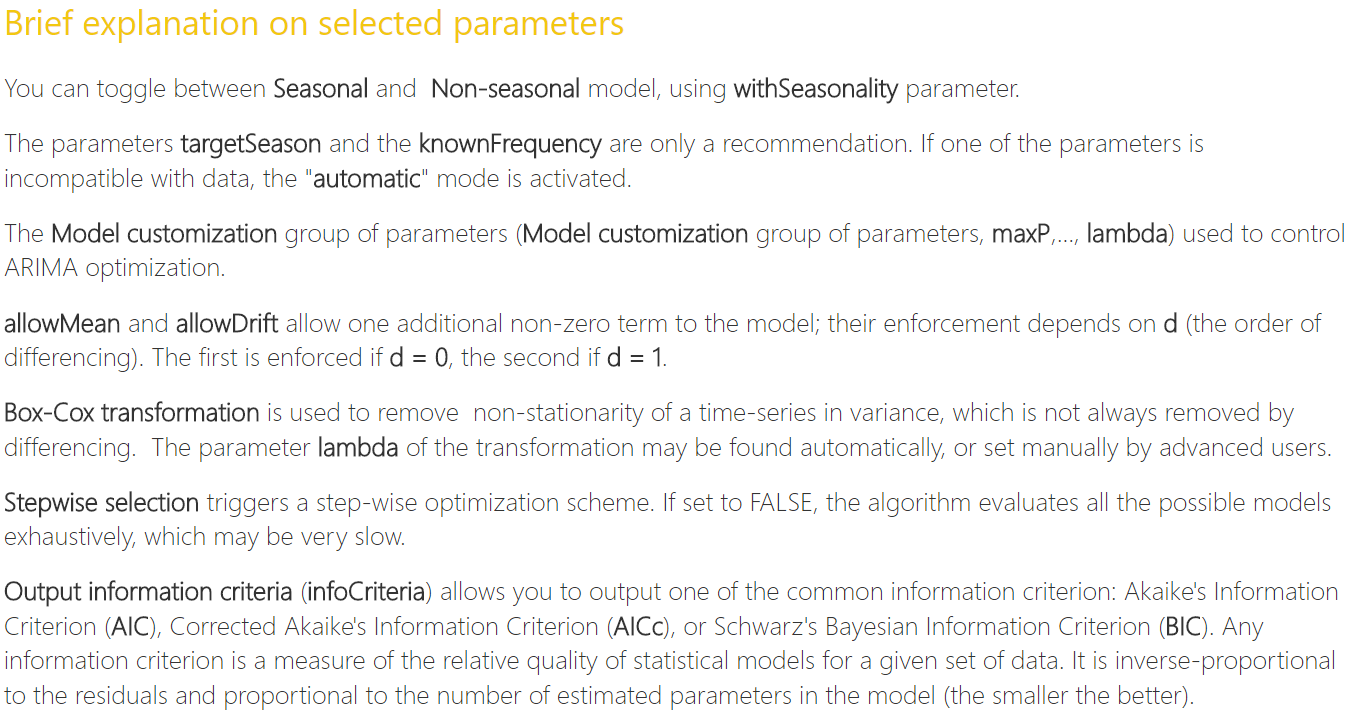 Brief explanation on selected parameters
You can toggle between Seasonal and  Non-seasonal model, using withSeasonality parameter.
The parameters targetSeason and the knownFrequency are only a recommendation. If one of the parameters is
incompatible with data, the "automatic" mode is activated.
The Model customization group of parameters (Model customization group of parameters, maxP,..., lambda) used to control
ARIMA optimization.
allowMean and allowDrift allow one additional non-zero term to the model; their enforcement depends on d (the order of
differencing). The first is enforced if d = 0, the second if d = 1.
Box-Cox transformation is used to remove  non-stationarity of a time-series in variance, which is not always removed by
differencing.  The parameter lambda of the transformation may be found automatically, or set manually by advanced users.
Stepwise selection triggers a step-wise optimization scheme. If set to FALSE, the algorithm evaluates all the possible models
exhaustively, which may be very slow.
Output information criteria (infoCriteria) allows you to output one of the common information criterion: Akaike's Information
Criterion (AIC), Corrected Akaike's Information Criterion (AICc), or Schwarz's Bayesian Information Criterion (BIC). Any
information criterion is a measure of the relative quality of statistical models for a given set of data. It is inverse-proportional
to the residuals and proportional to the number of estimated parameters in the model (the smaller the better).